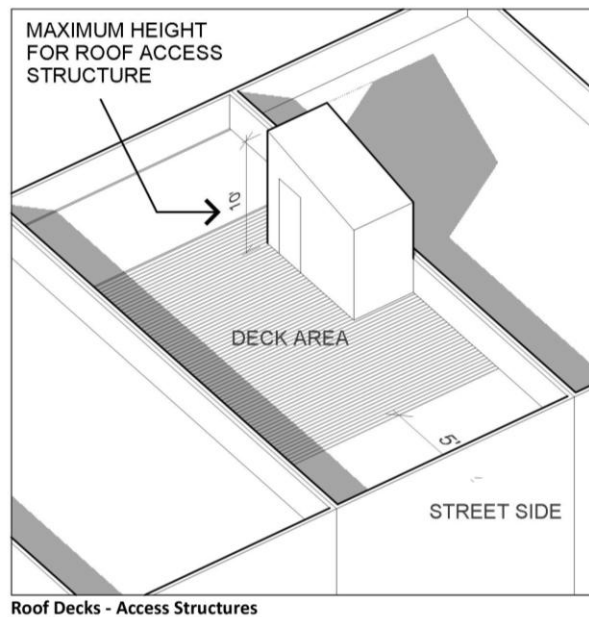 MAXIMUM HEIGHT
FOR ROOF ACCESS
STRUCTURE
10'
DECK AREA
5'
STREET SIDE
Roof Decks - Access Structures